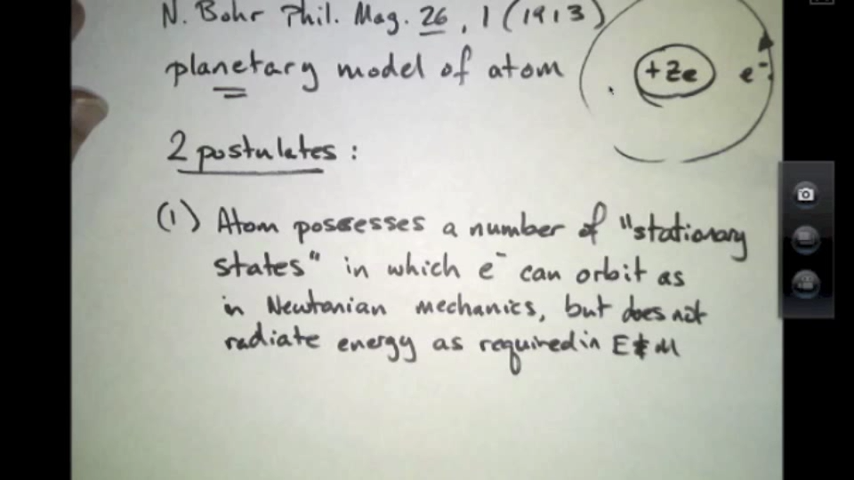 N. Bohr Phil. Mag. 26, 1 (1913)
planetary model of atom
+Ze e-
2 postulates :
(1) Atom possesses a number of "stationary
states" in which e- can orbit as
in Newtonian mechanics, but does not
radiate energy as required in E&M